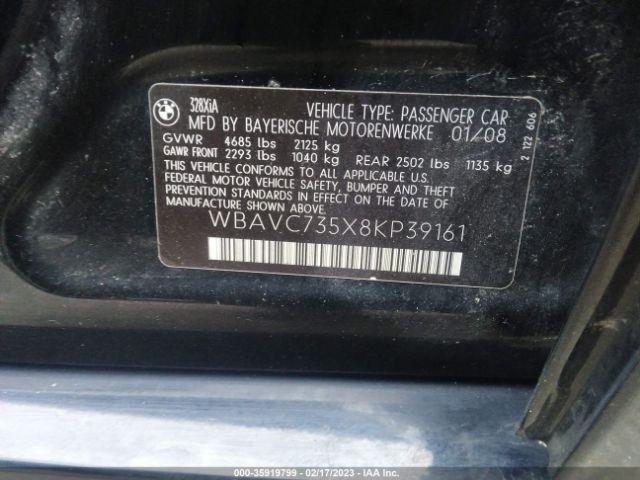 BMW
328XiA
VEHICLE TYPE: PASSENGER CAR
MFD BY BAYERISCHE MOTORENWERKE 01/08
GVWR 4685 lbs 2125 kg
GAWR FRONT 2293 lbs 1040 kg REAR 2502 lbs 1135 kg
THIS VEHICLE CONFORMS TO ALL APPLICABLE
FEDERAL MOTOR VEHICLE SAFETY, BUMPER AND THEFT
PREVENTION STANDARDS IN EFFECT ON THE DATE OF
MANUFACTURE SHOWN ABOVE.
WBAVC735X8KP39161
2 122 606
000-35919799 - 02/17/2023 - IAA Inc.